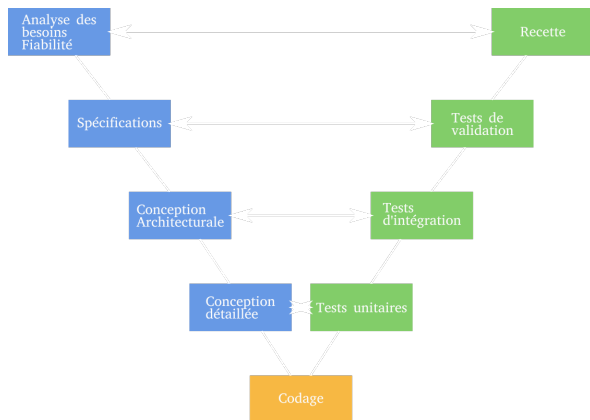 Analyse des
besoins
Fiabilité
Recette
Spécifications
Tests de
validation
Conception
Architecturale
Tests
d'intégration
Conception
détaillée
Tests unitaires
Codage